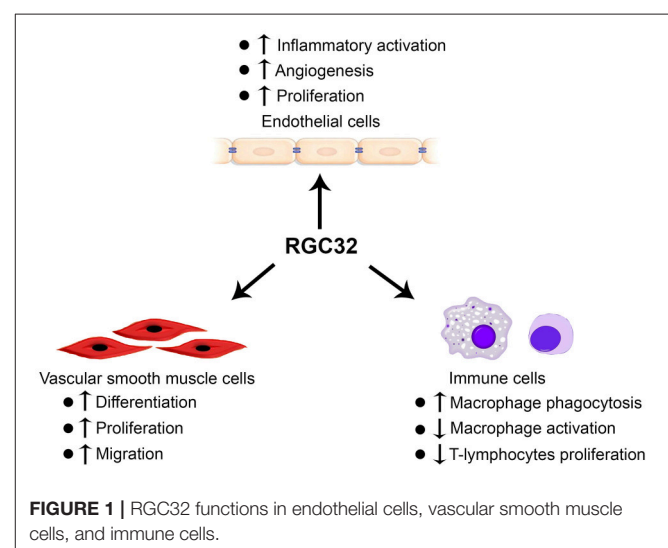 ● ↑ Inflammatory activation
● ↑ Angiogenesis
● ↑ Proliferation
Endothelial cells
RGC32
Vascular smooth muscle cells
● ↑ Differentiation
● ↑ Proliferation
● ↑ Migration
Immune cells
● ↑ Macrophage phagocytosis
● ↓ Macrophage activation
● ↓ T-lymphocytes proliferation
FIGURE 1 | RGC32 functions in endothelial cells, vascular smooth muscle
cells, and immune cells.